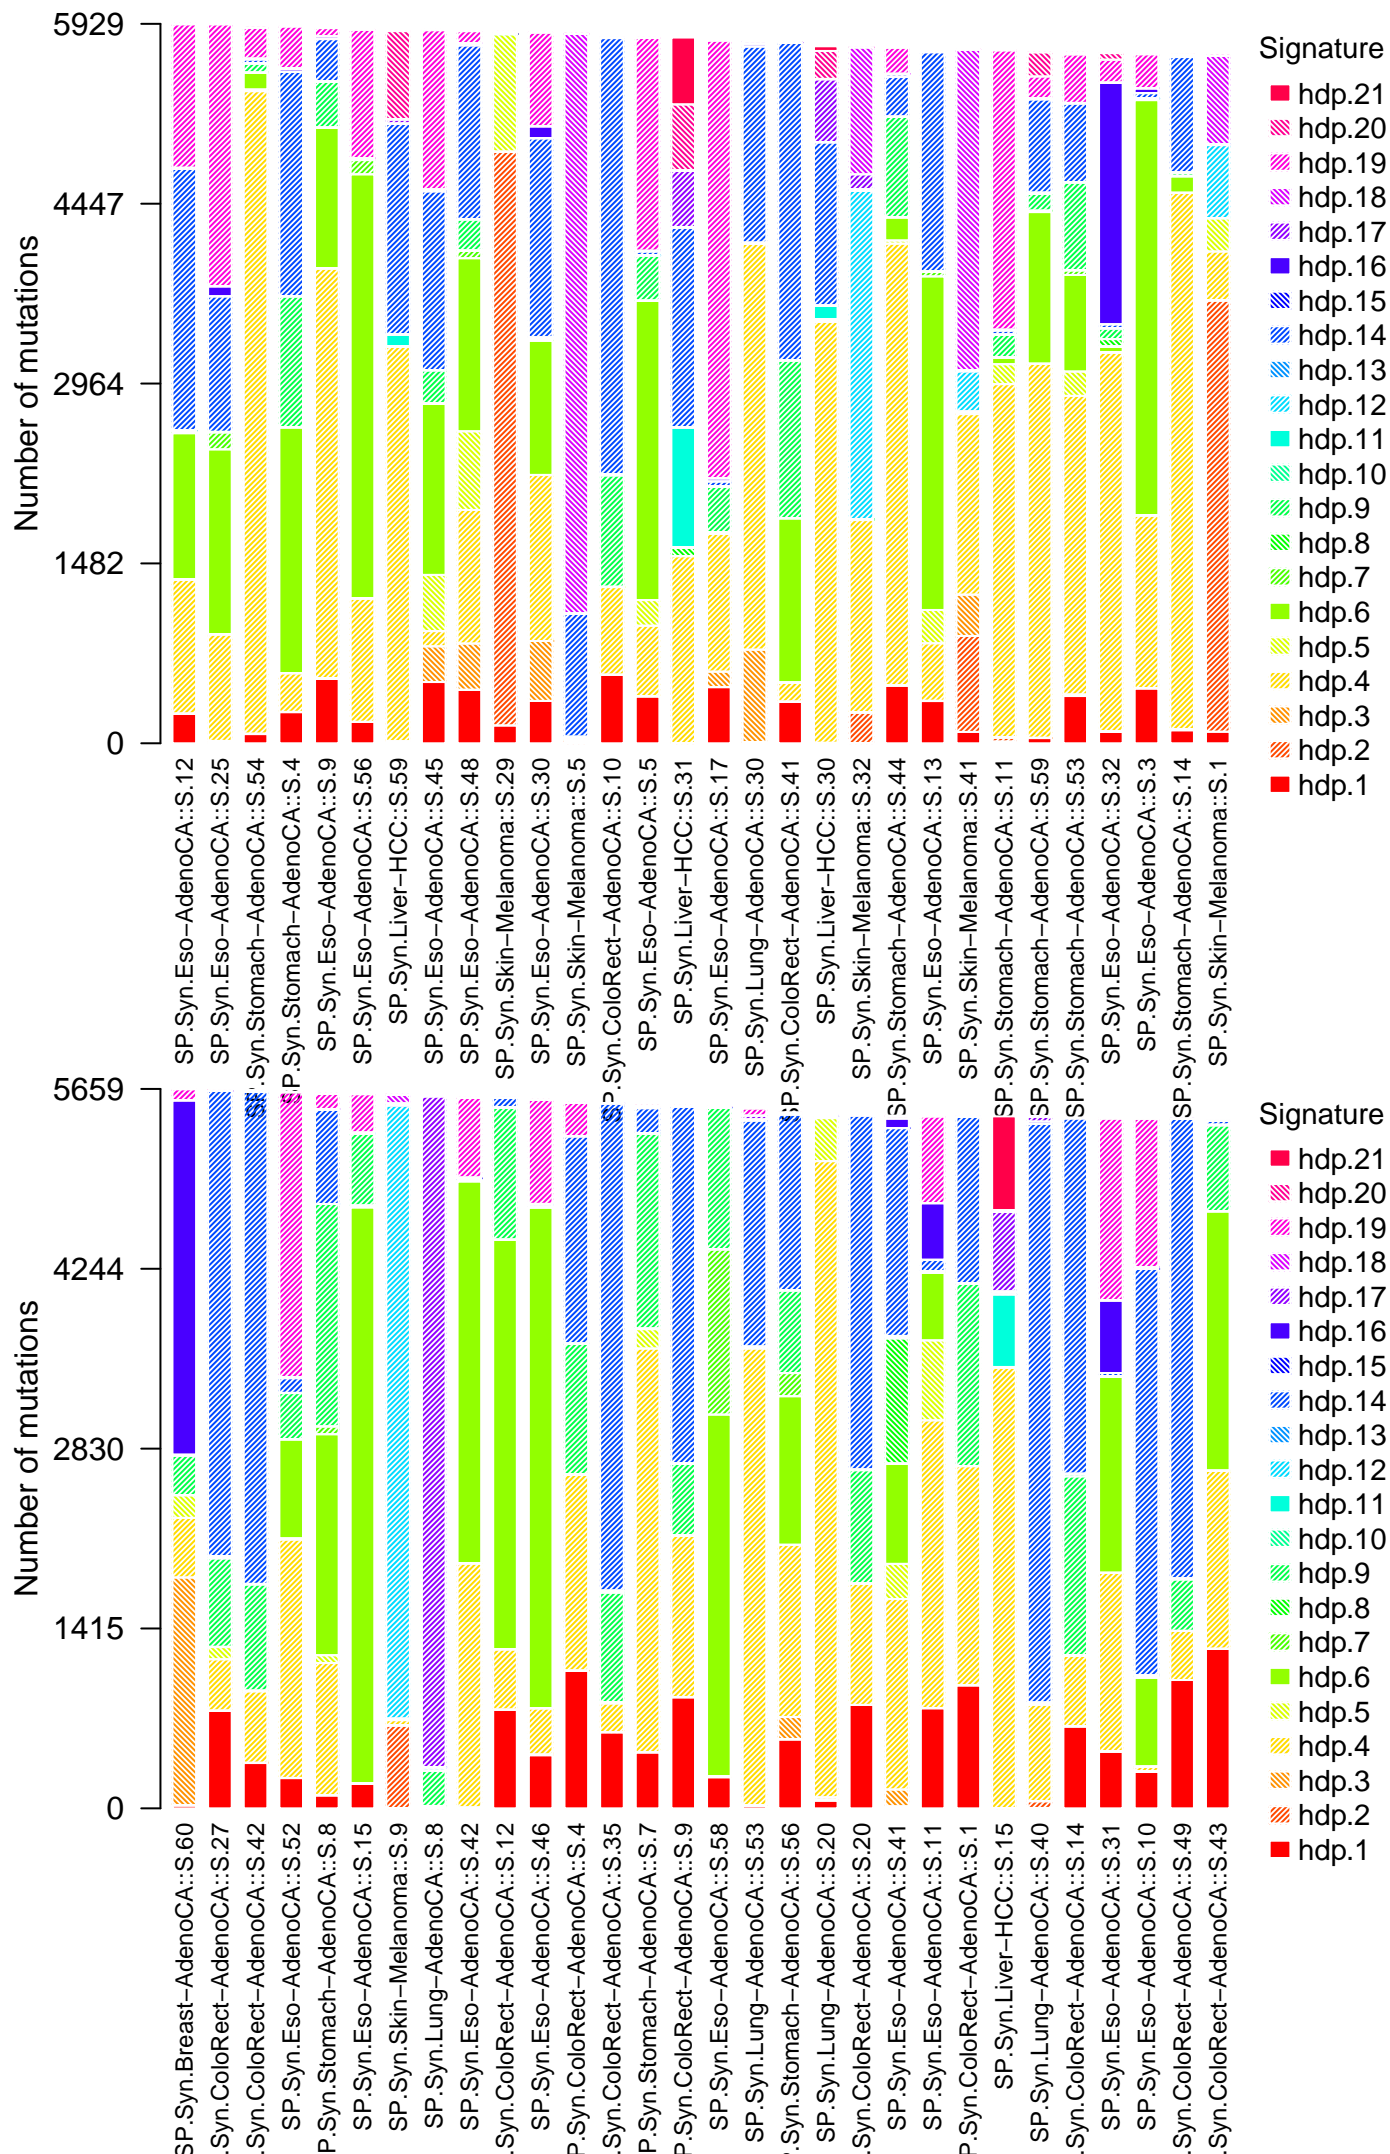 5929
4447
2964
1482
0
Number of mutations
Signature
hdp.21
hdp.20
hdp.19
hdp.18
hdp.17
hdp.16
hdp.15
hdp.14
hdp.13
hdp.12
hdp.11
hdp.10
hdp.9
hdp.8
hdp.7
hdp.6
hdp.5
hdp.4
hdp.3
hdp.2
hdp.1
SP.Syn.Eso−AdenoCA::S.12
SP.Syn.Eso−AdenoCA::S.25
SP.Syn.Stomach−AdenoCA::S.54
SP.Syn.Stomach−AdenoCA::S.4
SP.Syn.Eso−AdenoCA::S.9
SP.Syn.Eso−AdenoCA::S.56
SP.Syn.Liver−HCC::S.59
SP.Syn.Eso−AdenoCA::S.45
SP.Syn.Eso−AdenoCA::S.48
SP.Syn.Skin−Melanoma::S.29
SP.Syn.Eso−AdenoCA::S.30
SP.Syn.Skin−Melanoma::S.5
SP.Syn.ColoRect−AdenoCA::S.10
SP.Syn.Eso−AdenoCA::S.5
SP.Syn.Liver−HCC::S.31
SP.Syn.Eso−AdenoCA::S.17
SP.Syn.Lung−AdenoCA::S.30
SP.Syn.ColoRect−AdenoCA::S.41
SP.Syn.Liver−HCC::S.30
SP.Syn.Skin−Melanoma::S.32
SP.Syn.Stomach−AdenoCA::S.44
SP.Syn.Eso−AdenoCA::S.13
SP.Syn.Skin−Melanoma::S.41
SP.Syn.Stomach−AdenoCA::S.11
SP.Syn.Stomach−AdenoCA::S.59
SP.Syn.Stomach−AdenoCA::S.53
SP.Syn.Eso−AdenoCA::S.32
SP.Syn.Eso−AdenoCA::S.3
SP.Syn.Stomach−AdenoCA::S.14
SP.Syn.Skin−Melanoma::S.1
5659
4244
2830
1415
0
Number of mutations
Signature
hdp.21
hdp.20
hdp.19
hdp.18
hdp.17
hdp.16
hdp.15
hdp.14
hdp.13
hdp.12
hdp.11
hdp.10
hdp.9
hdp.8
hdp.7
hdp.6
hdp.5
hdp.4
hdp.3
hdp.2
hdp.1
SP.Syn.Breast−AdenoCA::S.60
.Syn.ColoRect−AdenoCA::S.27
.Syn.ColoRect−AdenoCA::S.42
SP.Syn.Eso−AdenoCA::S.52
P.Syn.Stomach−AdenoCA::S.8
SP.Syn.Eso−AdenoCA::S.15
SP.Syn.Skin−Melanoma::S.9
SP.Syn.Lung−AdenoCA::S.8
SP.Syn.Eso−AdenoCA::S.42
.Syn.ColoRect−AdenoCA::S.12
SP.Syn.Eso−AdenoCA::S.46
P.Syn.ColoRect−AdenoCA::S.4
.Syn.ColoRect−AdenoCA::S.35
P.Syn.Stomach−AdenoCA::S.7
P.Syn.ColoRect−AdenoCA::S.9
SP.Syn.Eso−AdenoCA::S.58
SP.Syn.Lung−AdenoCA::S.53
.Syn.Stomach−AdenoCA::S.56
SP.Syn.Lung−AdenoCA::S.20
.Syn.ColoRect−AdenoCA::S.20
SP.Syn.Eso−AdenoCA::S.41
SP.Syn.Eso−AdenoCA::S.11
P.Syn.ColoRect−AdenoCA::S.1
SP.Syn.Liver−HCC::S.15
SP.Syn.Lung−AdenoCA::S.40
.Syn.ColoRect−AdenoCA::S.14
SP.Syn.Eso−AdenoCA::S.31
SP.Syn.Eso−AdenoCA::S.10
.Syn.ColoRect−AdenoCA::S.49
.Syn.ColoRect−AdenoCA::S.43